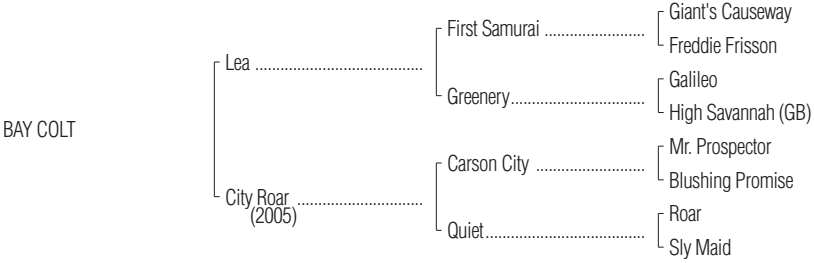 Giant's Causeway
First Samurai ..........................
Freddie Frisson
Lea ...........................................
Galileo
Greenery...................................
High Savannah (GB)
BAY COLT
Mr. Prospector
Carson City ............................
Blushing Promise
City Roar ................................
(2005)
Roar
Quiet.........................................
Sly Maid